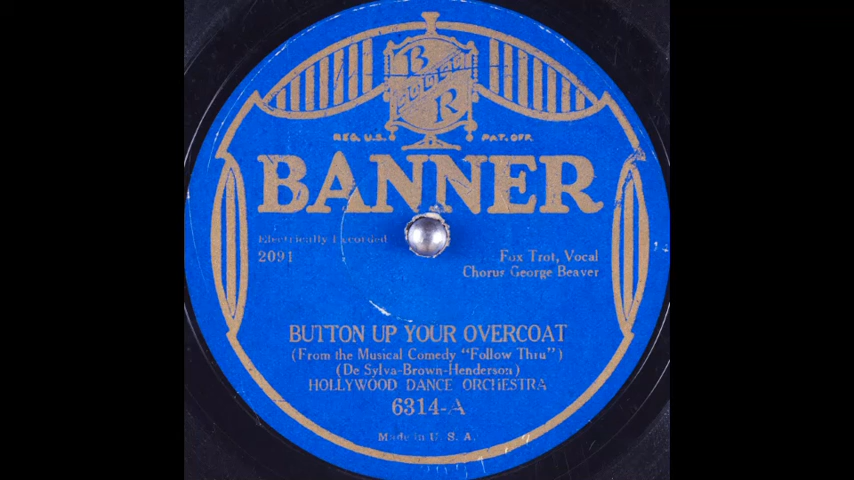 B
R
REG. U.S. PAT. OFF.
BANNER
Electrically Recorded
2091
Fox Trot, Vocal
Chorus George Beaver
BUTTON UP YOUR OVERCOAT
(From the Musical Comedy "Follow Thru")
(De Sylva-Brown-Henderson)
HOLLYWOOD DANCE ORCHESTRA
6314-A
Made in U. S. A.